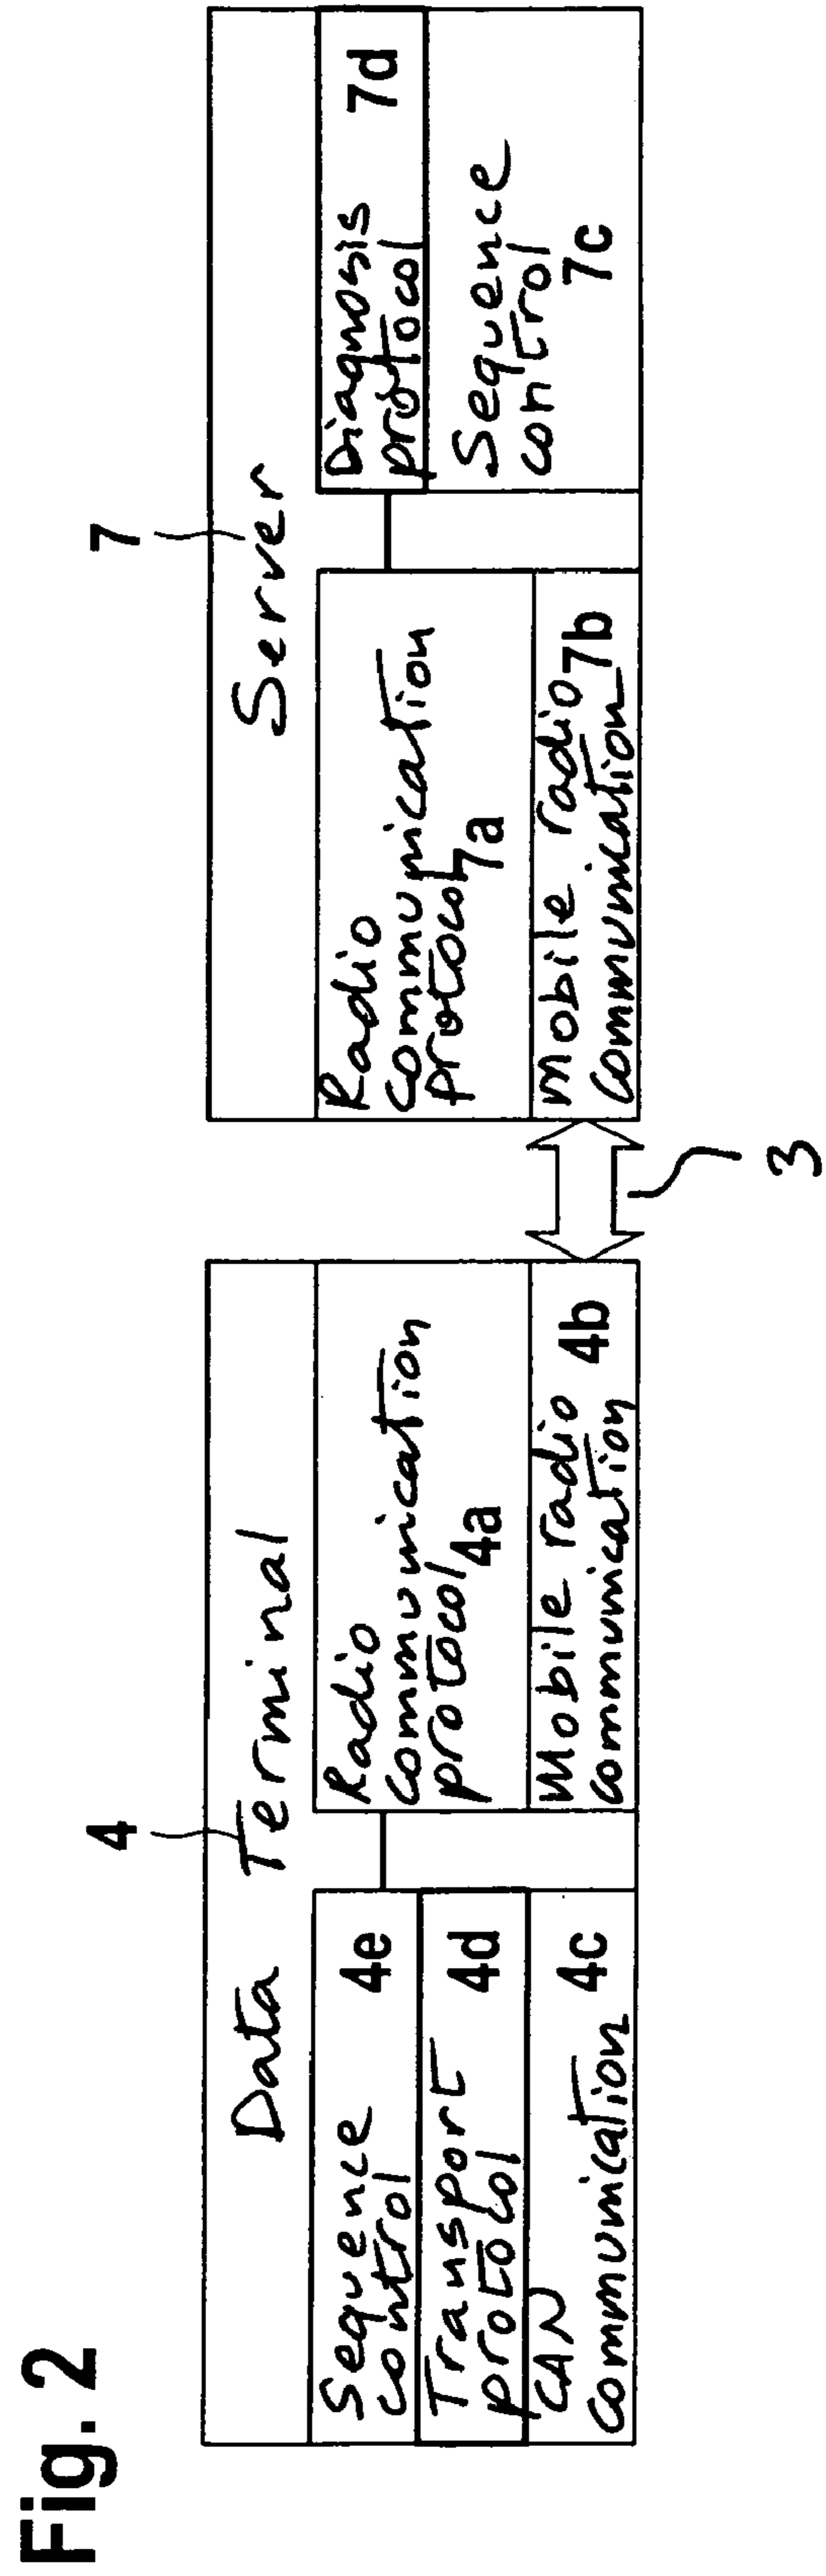 Fig. 2
4
Data Terminal
Sequence
control
4e
Transport
protocol
4d
CAN
communication
4c
Radio
communication
protocol
4a
Mobile radio
communication
4b
3
7
Server
Radio
communication
protocol
7a
Mobile radio
communication
7b
Diagnosis
protocol
7d
Sequence
control
7c